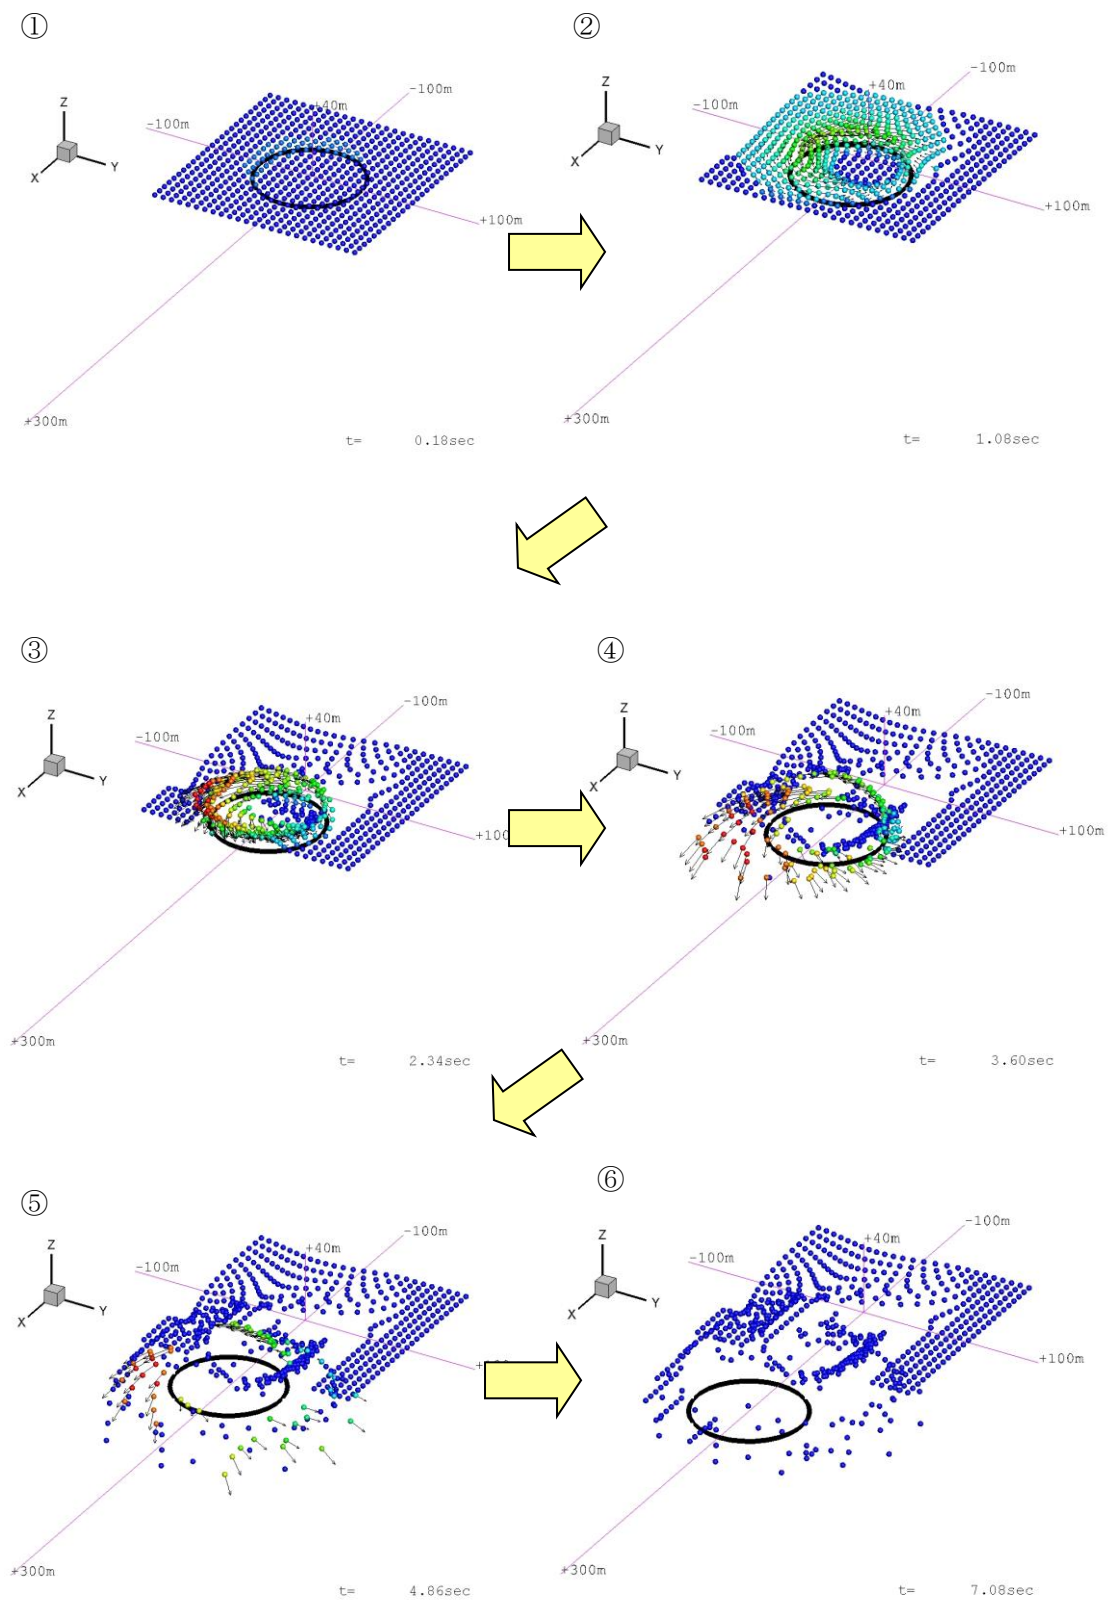 ① ②
Z
Y
X
-100m
+40m
-100m
+100m
+300m
t= 0.18sec
Z
Y
X
-100m
+40m
-100m
+100m
+300m
t= 1.08sec
③ ④
Z
Y
X
-100m
+40m
-100m
+100
+300m
t= 2.34sec
Z
Y
X
-100m
+40m
-100m
+100m
+300m
t= 3.60sec
⑤ ⑥
Z
Y
X
-100m
+40m
-100m
+300m
t= 4.86sec
Z
Y
X
-100m
+40m
-100m
+100m
+300m
t= 7.08sec